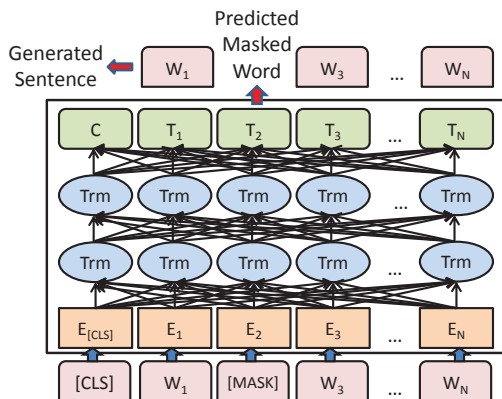 Predicted
Masked
Word
Generated
Sentence
W1 W3 ... WN
C T1 T2 T3 ... TN
Trm Trm Trm Trm ... Trm
Trm Trm Trm Trm ... Trm
E[CLS] E1 E2 E3 ... EN
[CLS] W1 [MASK] W3 ... WN